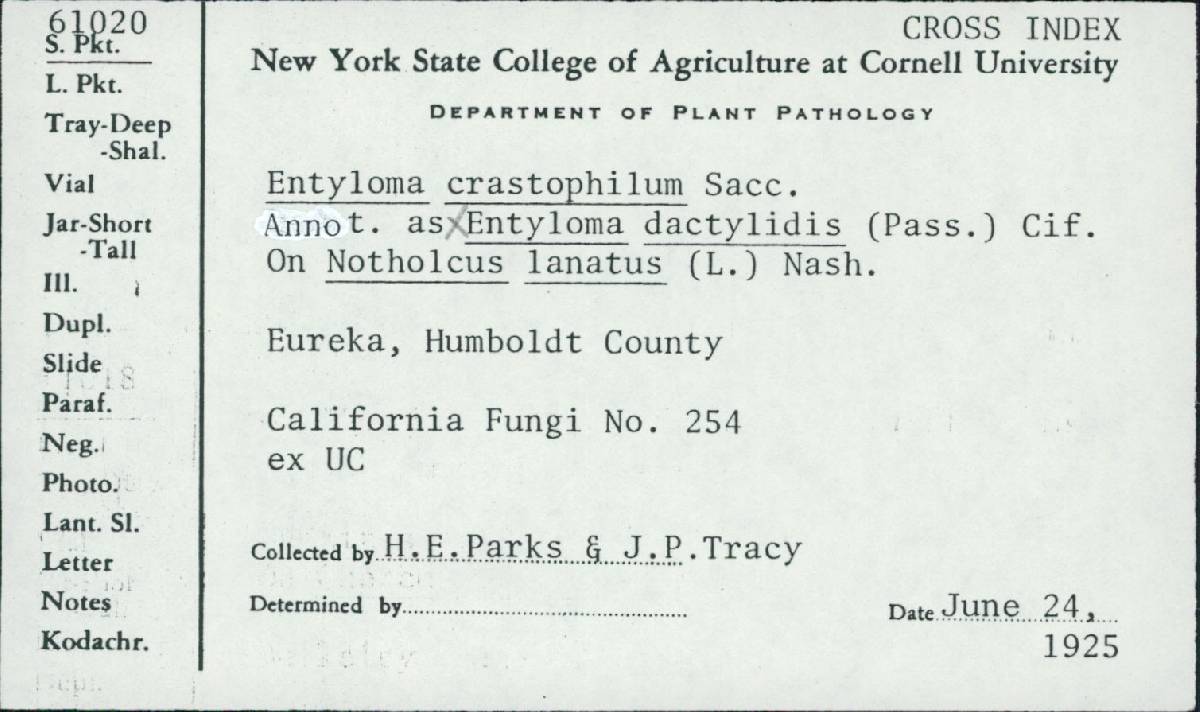 61020
S. Pkt.
L. Pkt.
Tray-Deep
-Shal.
Vial
Jar-Short
-Tall
Ill.
Dupl.
Slide
Paraf.
Neg.
Photo.
Lant. Sl.
Letter
Notes
Kodachr.
CROSS INDEX
New York State College of Agriculture at Cornell University
DEPARTMENT OF PLANT PATHOLOGY
Entyloma crastophilum Sacc.
Annot. as Entyloma dactylidis (Pass.) Cif.
On Notholcus lanatus (L.) Nash.
Eureka, Humboldt County
California Fungi No. 254
ex UC
Collected by H.E.Parks & J.P.Tracy
Determined by
Date June 24,
1925